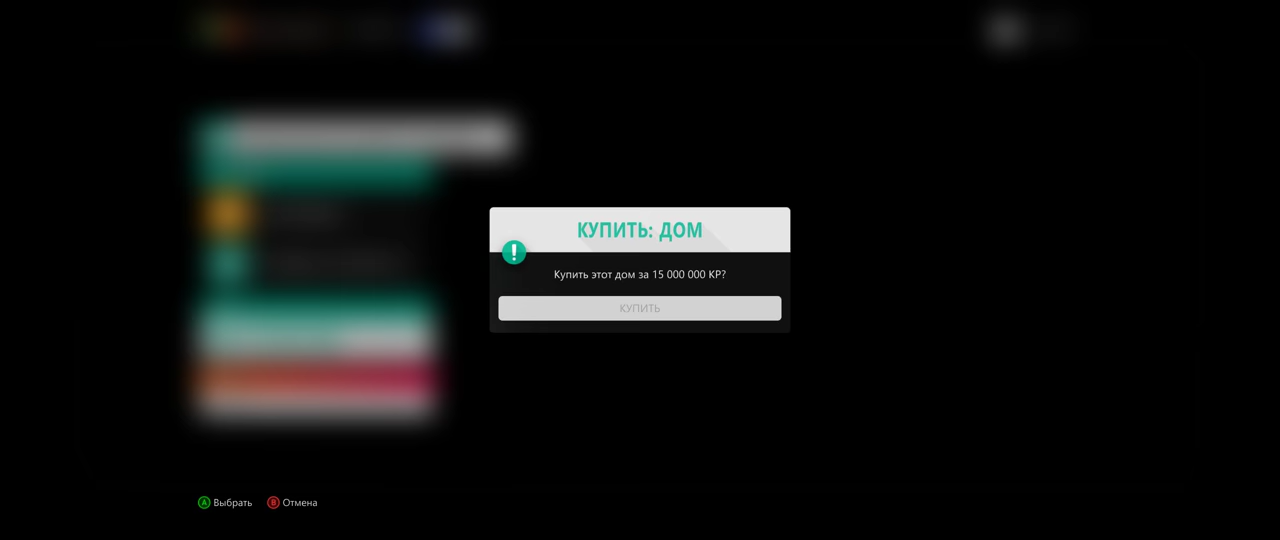 КУПИТЬ: ДОМ
Купить этот дом за 15 000 000 КР?
КУПИТЬ
A Выбрать B Отмена